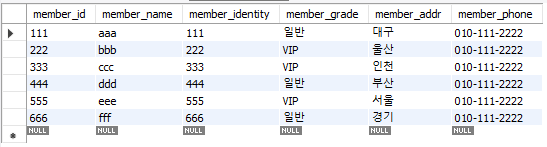 member_id member_name member_identity member_grade member_addr member_phone
111 aaa 111 일반 대구 010-111-2222
222 bbb 222 VIP 울산 010-111-2222
333 ccc 333 VIP 인천 010-111-2222
444 ddd 444 일반 부산 010-111-2222
555 eee 555 VIP 서울 010-111-2222
666 fff 666 일반 경기 010-111-2222
NULL NULL NULL NULL NULL NULL